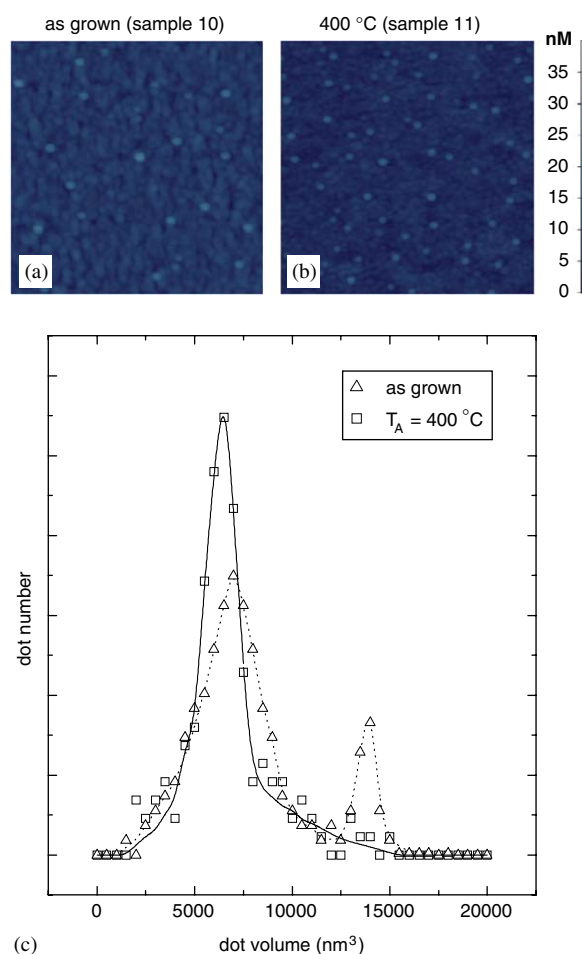 as grown (sample 10)
400 °C (sample 11)
nM
35
30
25
20
15
10
5
0
(a)
(b)
as grown
T_A = 400 °C
dot number
0
5000
10000
15000
20000
(c)
dot volume (nm³)